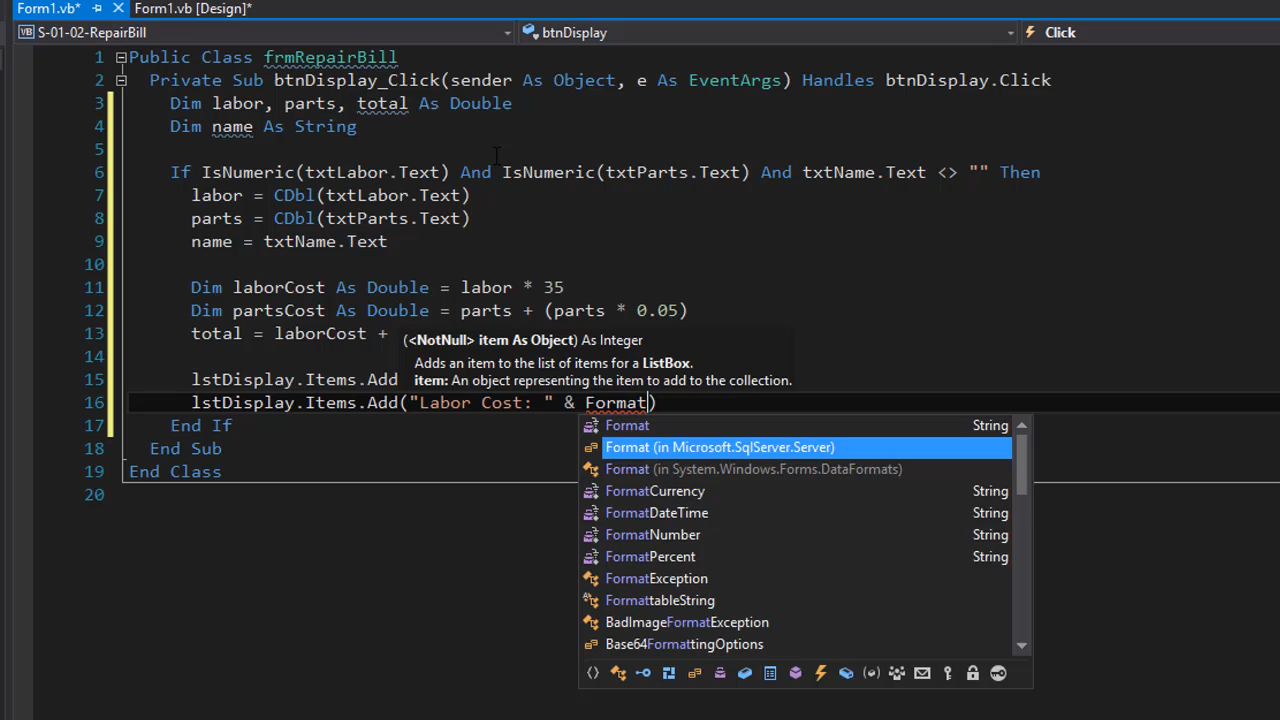 Form1.vb* Form1.vb [Design]*
VB S-01-02-RepairBill btnDisplay Click
1 Public Class frmRepairBill
2 Private Sub btnDisplay_Click(sender As Object, e As EventArgs) Handles btnDisplay.Click
3 Dim labor, parts, total As Double
4 Dim name As String
5
6 If IsNumeric(txtLabor.Text) And IsNumeric(txtParts.Text) And txtName.Text <> "" Then
7 labor = CDbl(txtLabor.Text)
8 parts = CDbl(txtParts.Text)
9 name = txtName.Text
10
11 Dim laborCost As Double = labor * 35
12 Dim partsCost As Double = parts + (parts * 0.05)
13 total = laborCost +
(<NotNull> item As Object) As Integer
14
Adds an item to the list of items for a ListBox.
15 lstDisplay.Items.Add
item: An object representing the item to add to the collection.
16 lstDisplay.Items.Add("Labor Cost: " & Format)
17 End If
18 End Sub
19 End Class
20
Format String
Format (in Microsoft.SqlServer.Server)
Format (in System.Windows.Forms.DataFormats)
FormatCurrency String
FormatDateTime String
FormatNumber String
FormatPercent String
FormatException
FormattableString
BadImageFormatException
Base64FormattingOptions